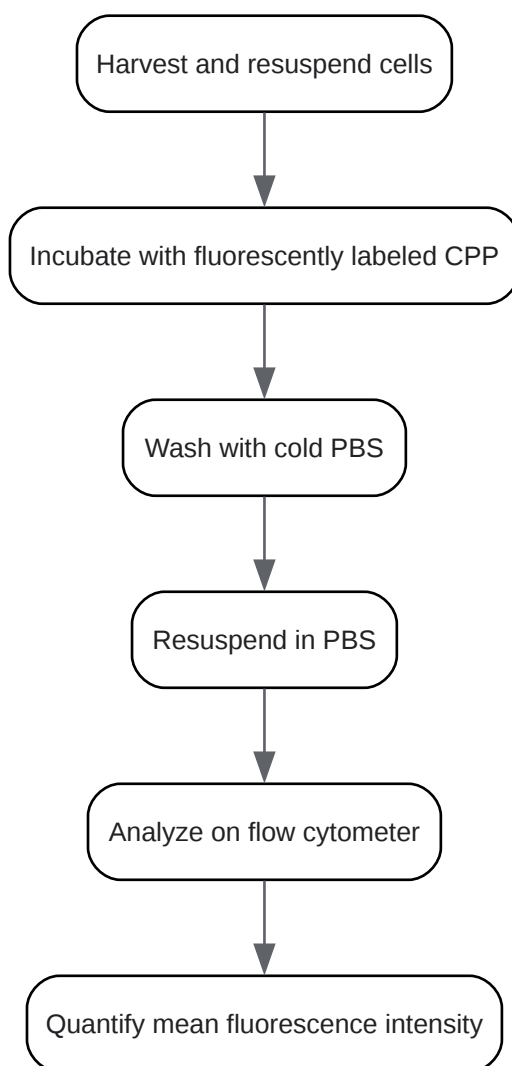 Harvest and resuspend cells
Incubate with fluorescently labeled CPP
Wash with cold PBS
Resuspend in PBS
Analyze on flow cytometer
Quantify mean fluorescence intensity